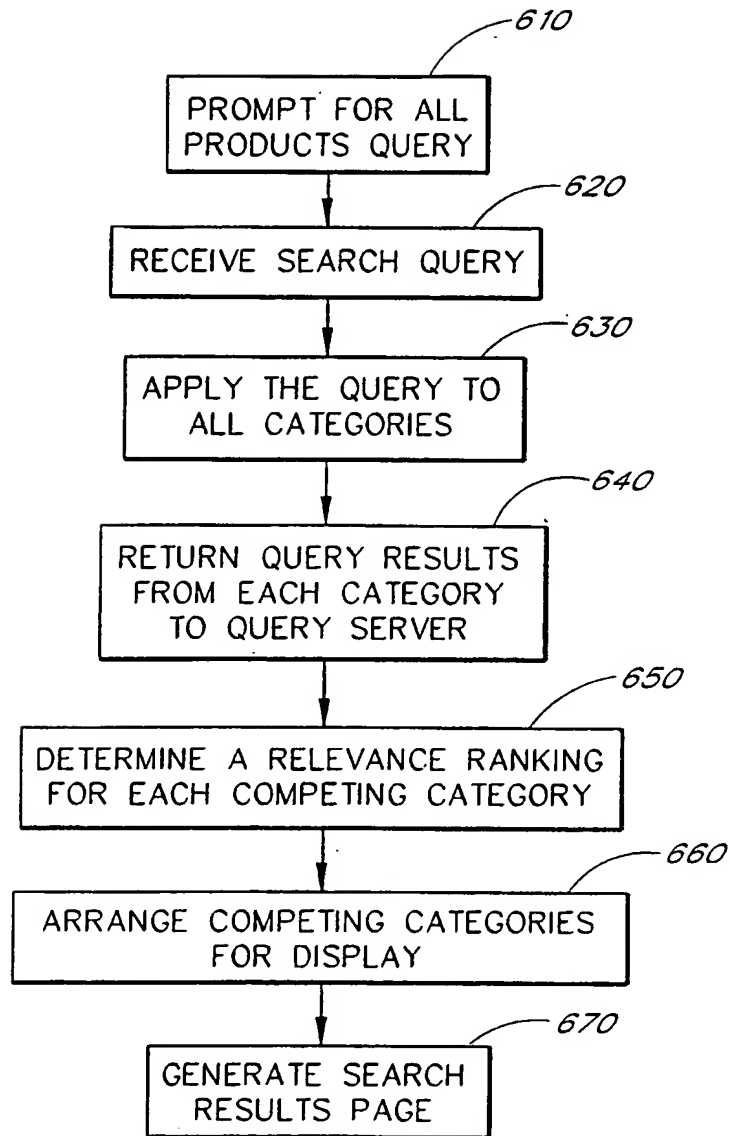 610
PROMPT FOR ALL
PRODUCTS QUERY
620
RECEIVE SEARCH QUERY
630
APPLY THE QUERY TO
ALL CATEGORIES
640
RETURN QUERY RESULTS
FROM EACH CATEGORY
TO QUERY SERVER
650
DETERMINE A RELEVANCE RANKING
FOR EACH COMPETING CATEGORY
660
ARRANGE COMPETING CATEGORIES
FOR DISPLAY
670
GENERATE SEARCH
RESULTS PAGE